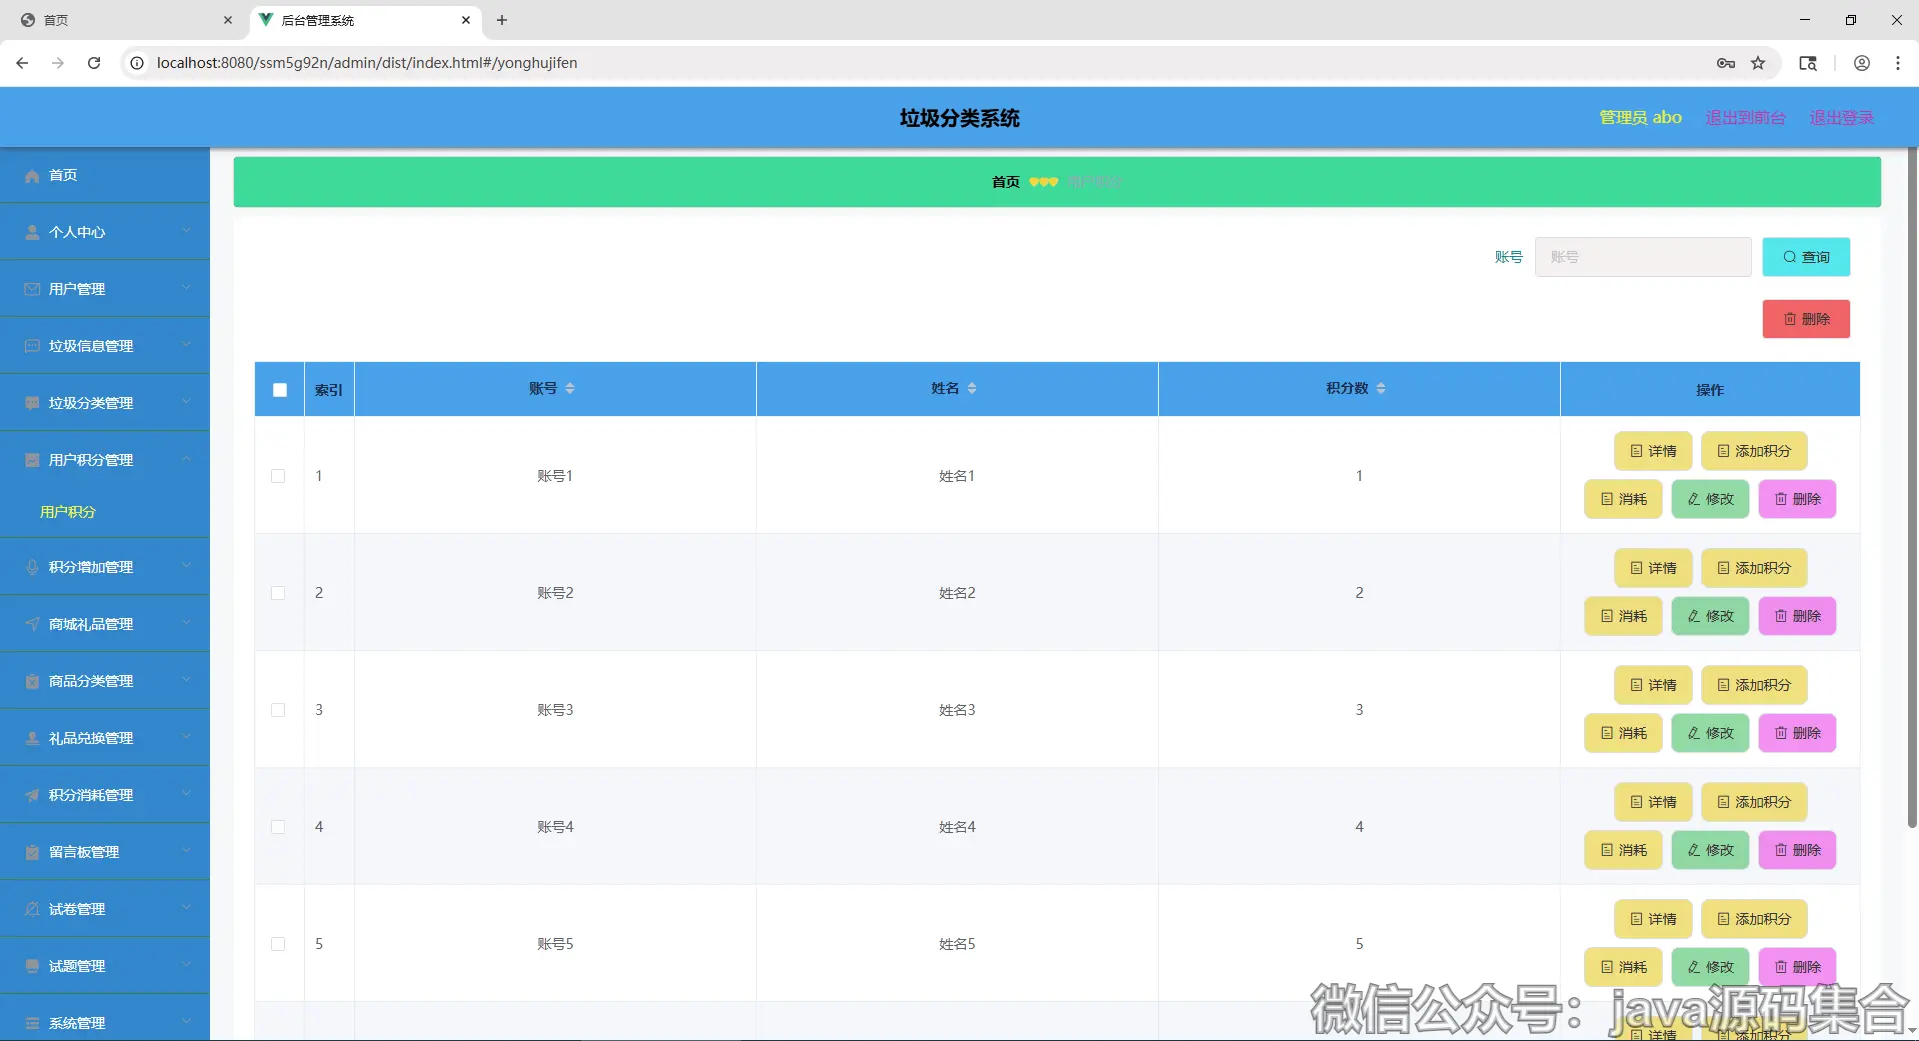 首页
后台管理系统
localhost:8080/ssm5g92n/admin/dist/index.html#/yonghujifen
垃圾分类系统
管理员 abo
退出到前台
退出登录
首页
个人中心
用户管理
垃圾信息管理
垃圾分类管理
用户积分管理
用户积分
积分增加管理
商城礼品管理
商品分类管理
礼品兑换管理
积分消耗管理
留言板管理
试卷管理
试题管理
系统管理
首页 用户积分
账号 账号 查询
删除
索引 账号 姓名 积分数 操作
1 账号1 姓名1 1
详情 添加积分
消耗 修改 删除
2 账号2 姓名2 2
详情 添加积分
消耗 修改 删除
3 账号3 姓名3 3
详情 添加积分
消耗 修改 删除
4 账号4 姓名4 4
详情 添加积分
消耗 修改 删除
5 账号5 姓名5 5
详情 添加积分
消耗 修改 删除
详情 添加积分
微信公众号：java源码集合